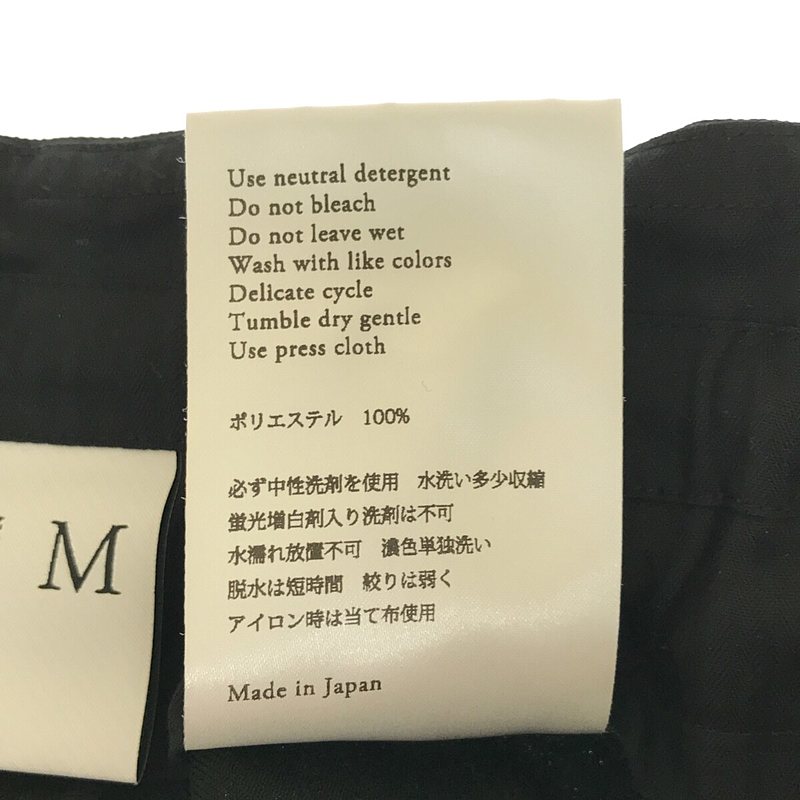 Use neutral detergent
Do not bleach
Do not leave wet
Wash with like colors
Delicate cycle
Tumble dry gentle
Use press cloth
ポリエステル 100%
必ず中性洗剤を使用 水洗い多少収縮
蛍光増白剤入り洗剤は不可
水濡れ放置不可 濃色単独洗い
脱水は短時間 絞りは弱く
アイロン時は当て布使用
Made in Japan
M